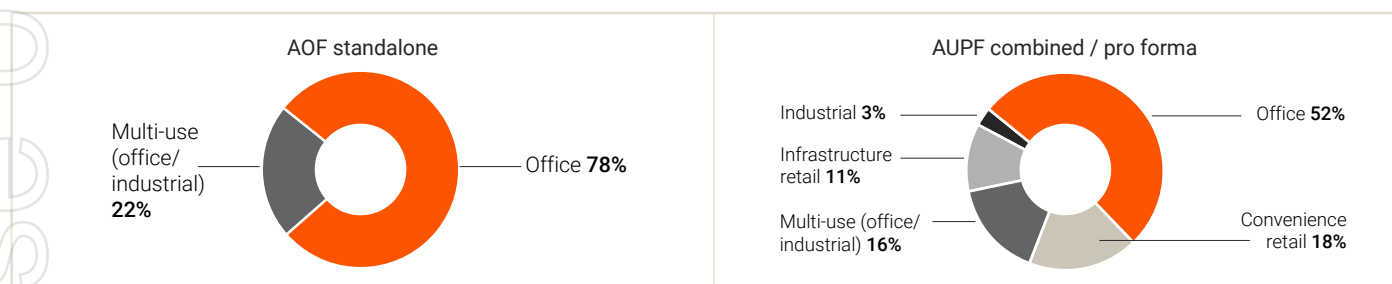 AOF standalone
Multi-use
(office/
industrial)
22%
Office 78%
AUPF combined / pro forma
Industrial 3%
Infrastructure
retail 11%
Multi-use (office/
industrial) 16%
Office 52%
Convenience
retail 18%